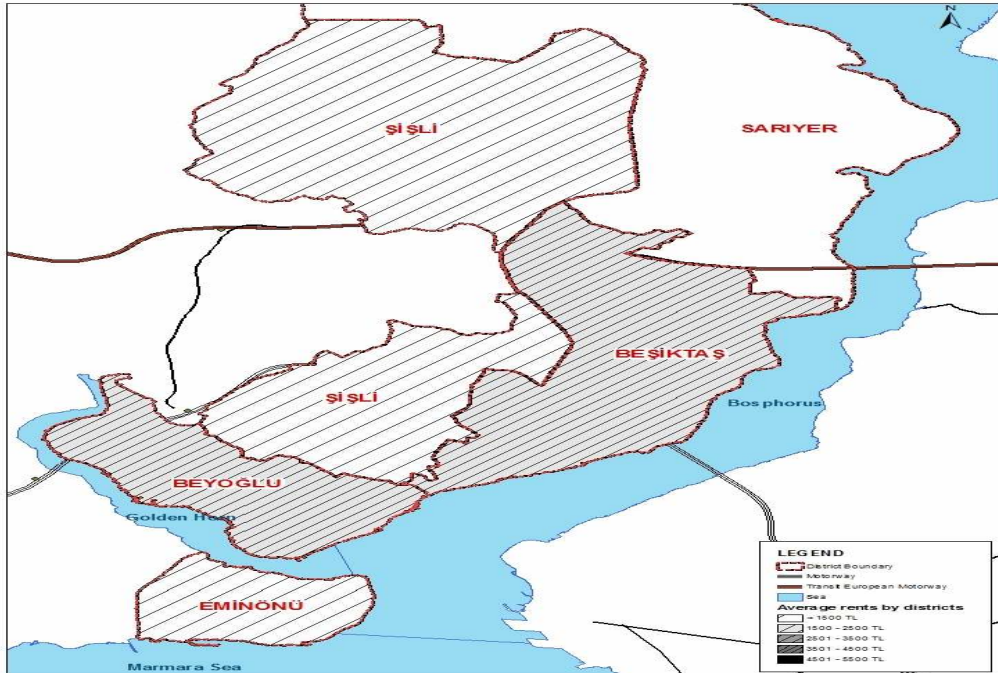 N
ŞİŞLİ
SARIYER
BEŞİKTAŞ
ŞİŞLİ
Bosphorus
BEYOĞLU
Golden Horn
EMİNÖNÜ
Marmara Sea
LEGEND
District Boundary
Motorway
Transit European Motorway
Sea
Average rents by districts
1500 TL
1500 - 2500 TL
2501 - 3500 TL
3501 - 4500 TL
4501 - 5500 TL